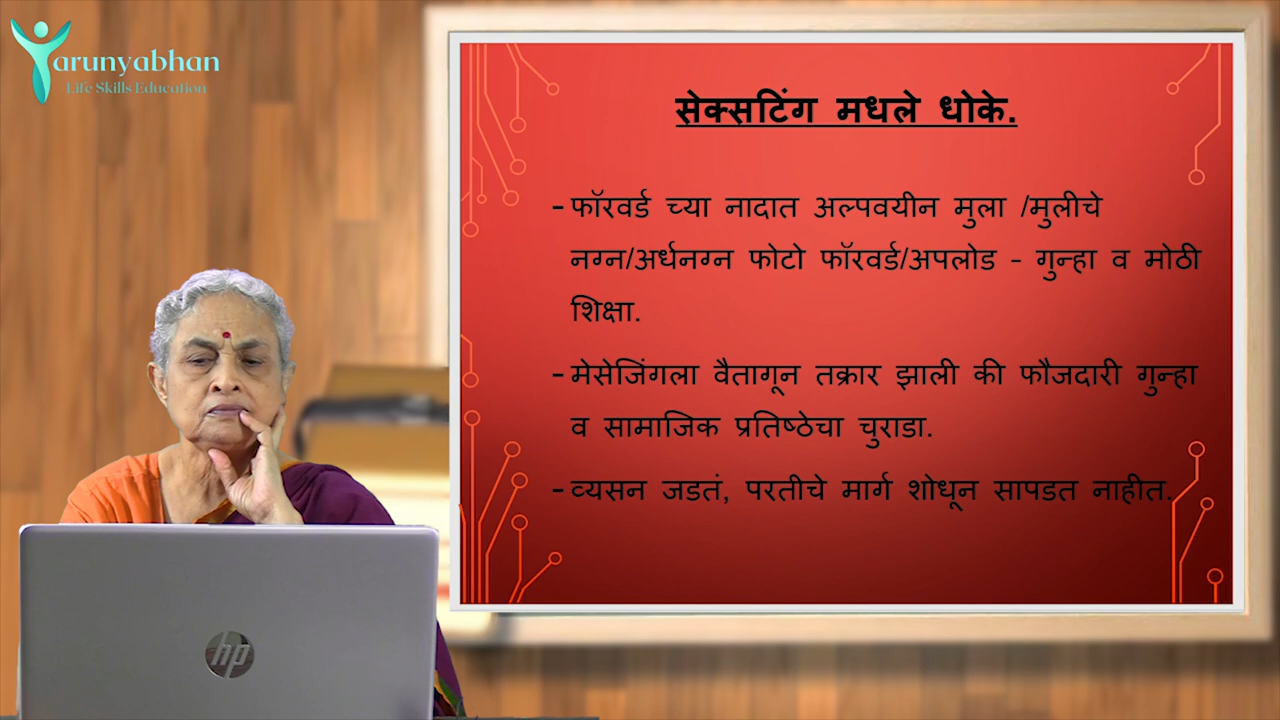 Tarunyabhan
Life Skills Education
सेक्सटिंग मधले धोके.
-फॉरवर्ड च्या नादात अल्पवयीन मुला /मुलीचे
नग्न/अर्धनग्न फोटो फॉरवर्ड/अपलोड - गुन्हा व मोठी
शिक्षा.
-मेसेजिंगला वैतागून तक्रार झाली की फौजदारी गुन्हा
व सामाजिक प्रतिष्ठेचा चुराडा.
-व्यसन जडतं, परतीचे मार्ग शोधून सापडत नाहीत.
hp